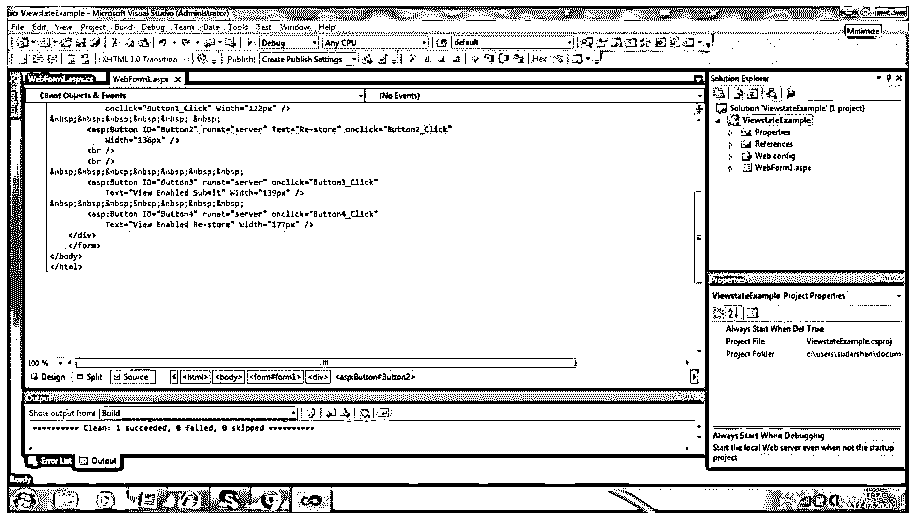 ViewstateExample - Microsoft Visual Studio (Administrator)
File Edit View Project Build Debug Team Data Tools Test Window Help
Minimize
Debug Any CPU default
XHTML 1.0 Transition Publish: Create Publish Settings Hex
WebForm1.aspx.cs WebForm1.aspx x
Client Objects & Events (No Events)
onclick="Button1_Click" Width="122px" />
&nbsp;&nbsp;&nbsp;&nbsp; &nbsp;
<asp:Button ID="Button2" runat="server" Text="Re-store" onclick="Button2_Click"
Width="136px" />
<br />
<br />
&nbsp;&nbsp;&nbsp;&nbsp;&nbsp;
<asp:Button ID="Button3" runat="server" onclick="Button3_Click"
Text="View Enabled Submit" Width="139px" />
&nbsp;&nbsp;&nbsp;&nbsp;&nbsp;
<asp:Button ID="Button4" runat="server" onclick="Button4_Click"
Text="View Enabled Re-store" Width="177px" />
</div>
</form>
</body>
</html>
100 %
Design Split Source <html> <body> <form#form1> <div> <asp:Button#Button2>
Output
Show output from: Build
---------- Clean: 1 succeeded, 0 failed, 0 skipped ----------
Error List Output
Ready
Solution Explorer
Solution 'ViewstateExample' (1 project)
ViewstateExample
Properties
References
Web.config
WebForm1.aspx
Properties
ViewstateExample Project Properties
Always Start When Del True
Project File ViewstateExample.csproj
Project Folder c:\users\sudarshen\docum
Always Start When Debugging
Start the local Web server even when not the startup
project